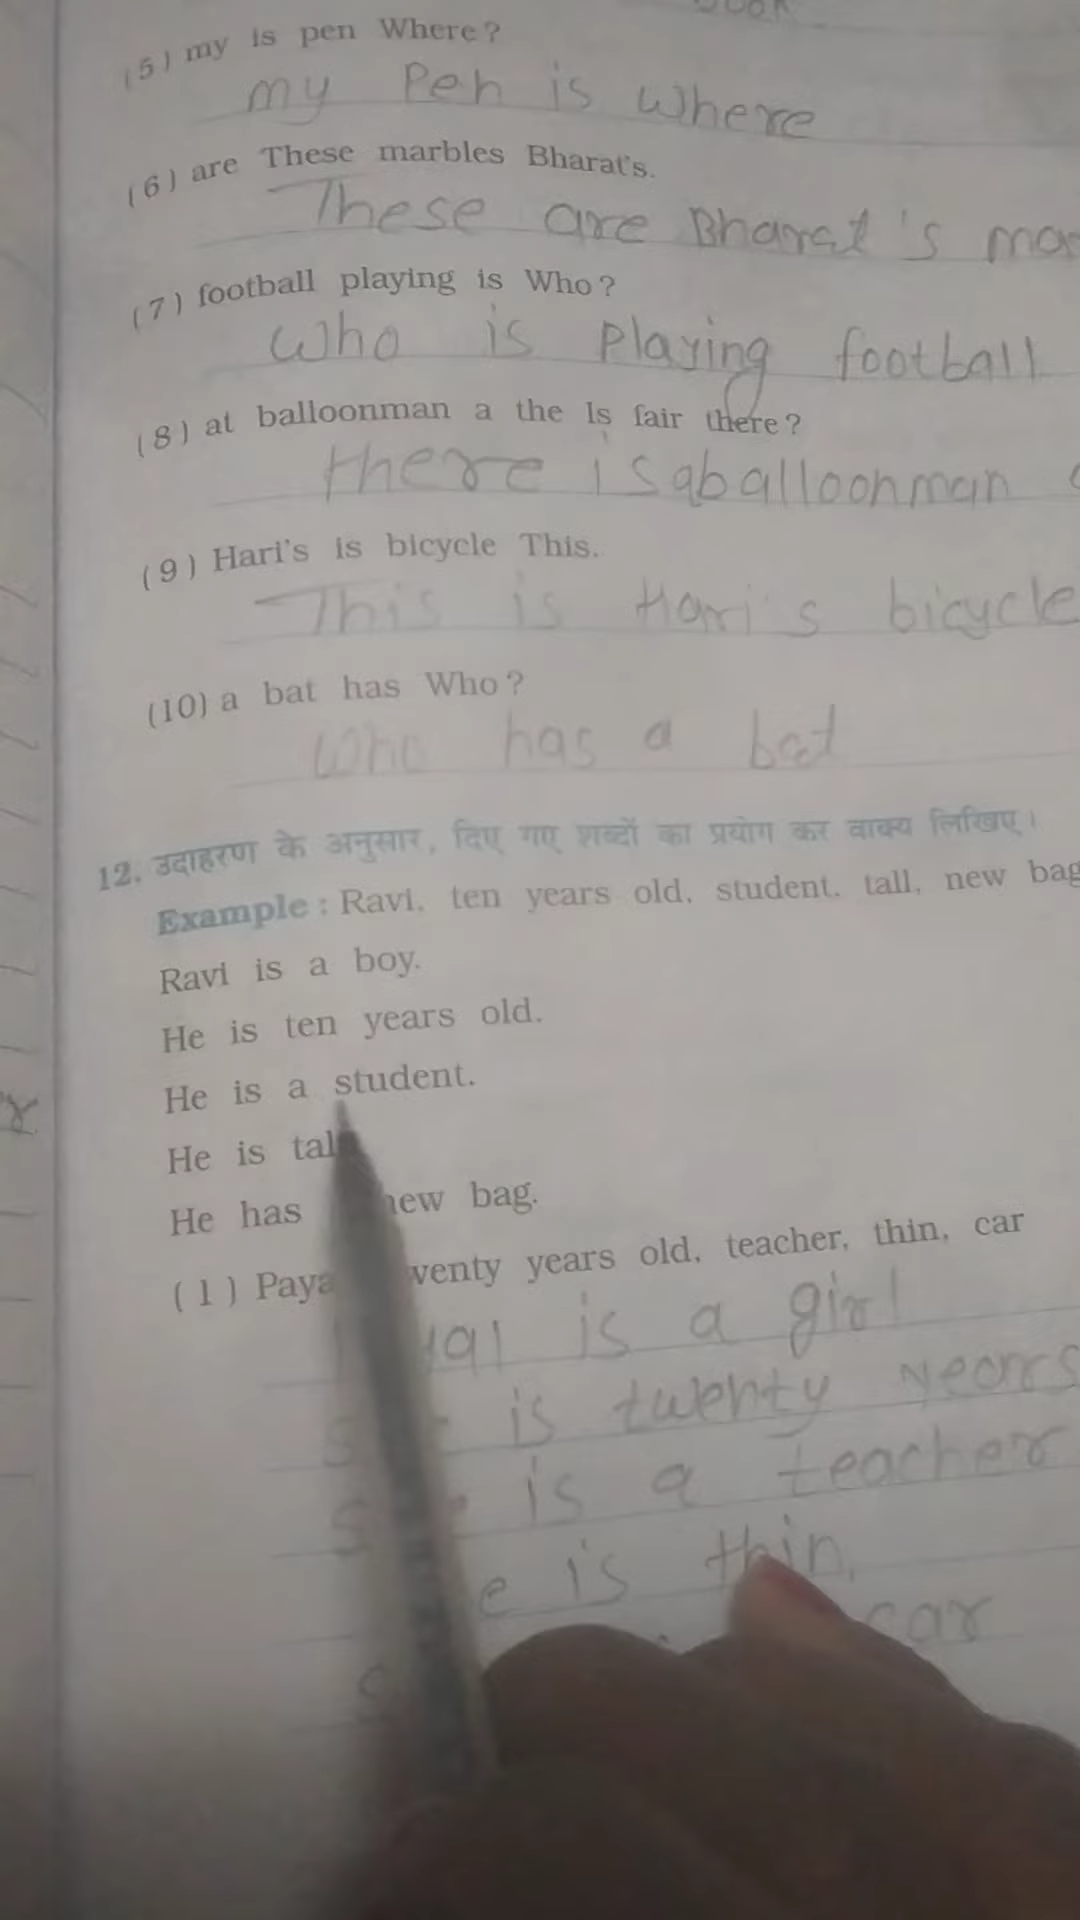 (5) my is pen Where?
my Pen is where
(6) are These marbles Bharat's.
These are Bharat's
(7) football playing is Who?
Who is Playing football
(8) at balloonman a the Is fair there?
there is a balloonman
(9) Hari's is bicycle This.
This is Hari's bicycle
(10) a bat has Who?
Who has a bat
12. उदाहरण के अनुसार, दिए गए शब्दों का प्रयोग कर वाक्य लिखिए।
Example : Ravi, ten years old, student, tall, new bag
Ravi is a boy.
He is ten years old.
He is a student.
He is tal
He has new bag.
(1) Paya wenty years old, teacher, thin, car
is a girl
is twenty years
is a teacher
is thin
car